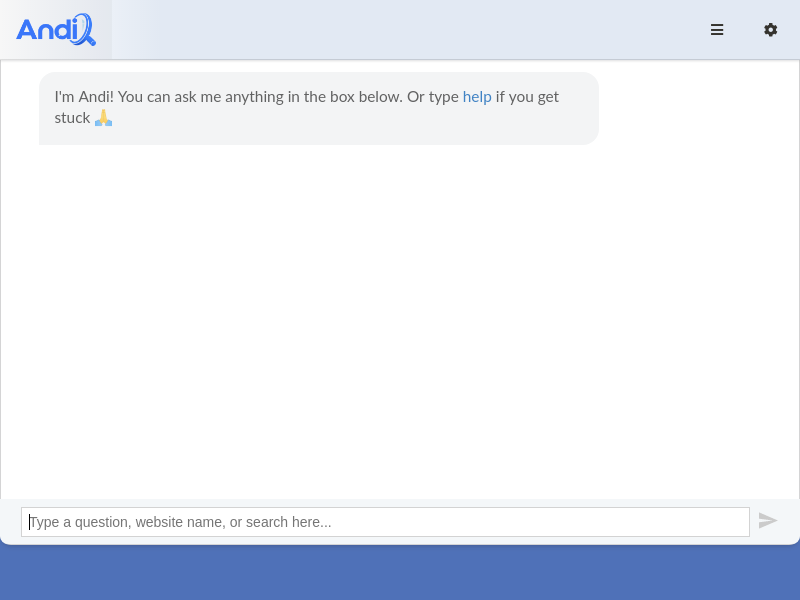 Andi
I'm Andi! You can ask me anything in the box below. Or type help if you get
stuck 🙏
Type a question, website name, or search here...